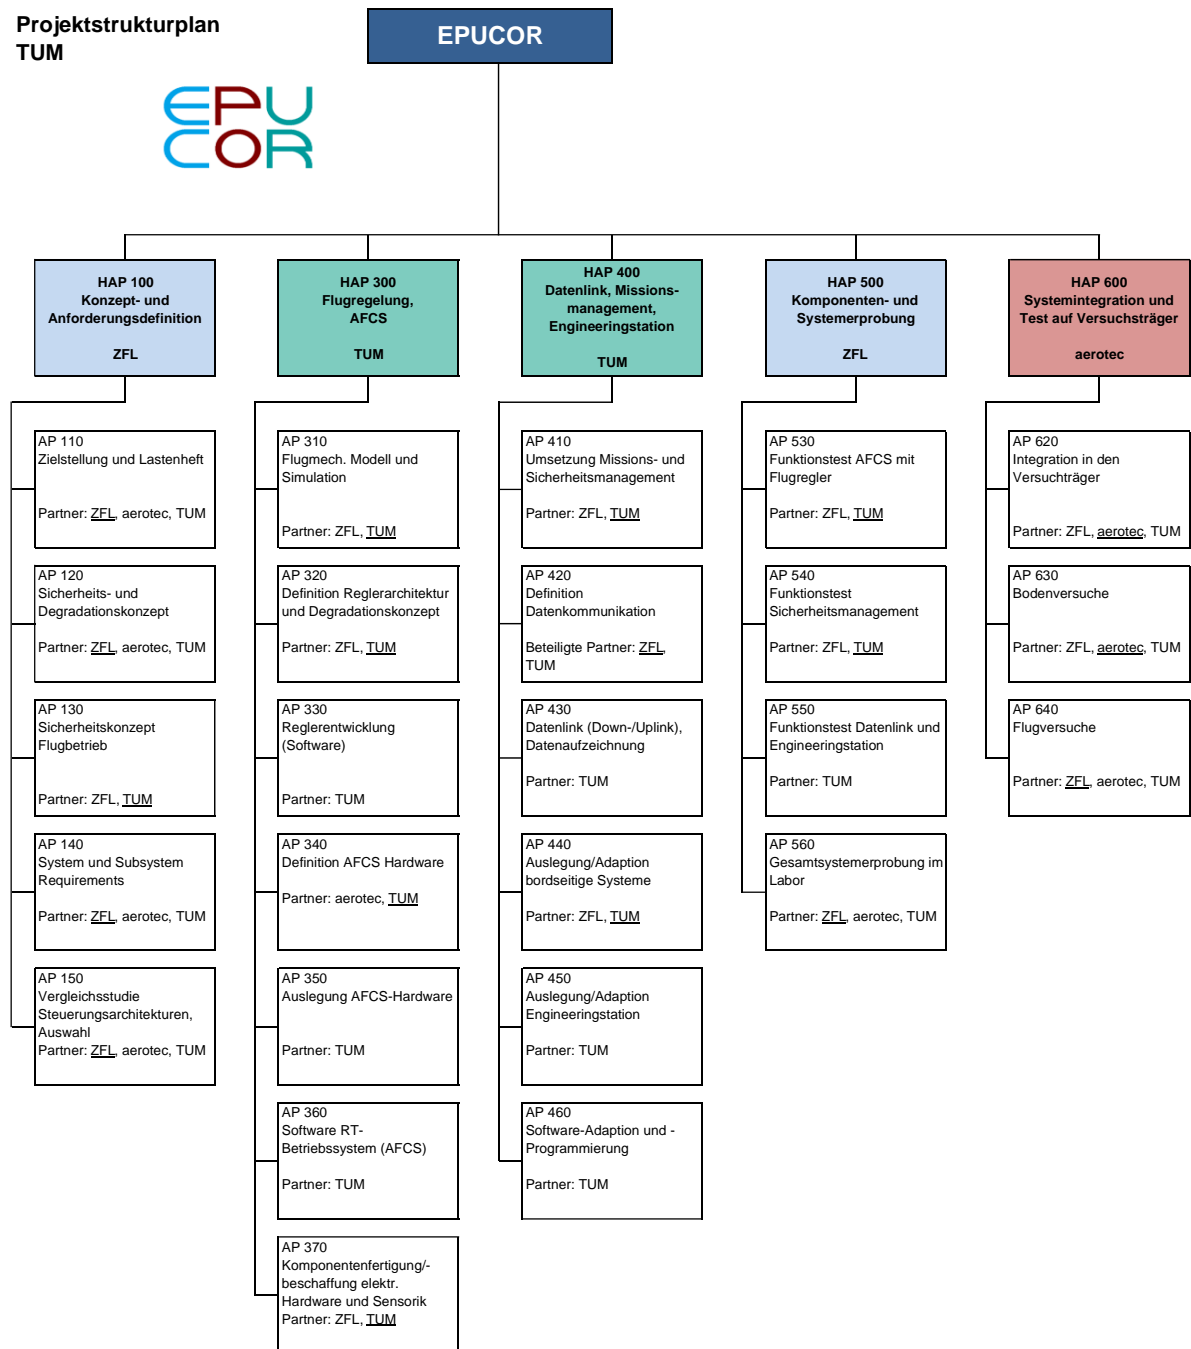 Projektstrukturplan
TUM
EPUCOR
EPU
COR
HAP 100
Konzept- und
Anforderungsdefinition
ZFL
HAP 300
Flugregelung,
AFCS
TUM
HAP 400
Datenlink, Missions-
management,
Engineeringstation
TUM
HAP 500
Komponenten- und
Systemerprobung
ZFL
HAP 600
Systemintegration und
Test auf Versuchsträger
aerotec
AP 110
Zielstellung und Lastenheft
Partner: ZFL, aerotec, TUM
AP 120
Sicherheits- und
Degradationskonzept
Partner: ZFL, aerotec, TUM
AP 130
Sicherheitskonzept
Flugbetrieb
Partner: ZFL, TUM
AP 140
System und Subsystem
Requirements
Partner: ZFL, aerotec, TUM
AP 150
Vergleichsstudie
Steuerungsarchitekturen,
Auswahl
Partner: ZFL, aerotec, TUM
AP 310
Flugmech. Modell und
Simulation
Partner: ZFL, TUM
AP 320
Definition Reglerarchitektur
und Degradationskonzept
Partner: ZFL, TUM
AP 330
Reglerentwicklung
(Software)
Partner: TUM
AP 340
Definition AFCS Hardware
Partner: aerotec, TUM
AP 350
Auslegung AFCS-Hardware
Partner: TUM
AP 360
Software RT-
Betriebssystem (AFCS)
Partner: TUM
AP 370
Komponentenfertigung/-
beschaffung elektr.
Hardware und Sensorik
Partner: ZFL, TUM
AP 410
Umsetzung Missions- und
Sicherheitsmanagement
Partner: ZFL, TUM
AP 420
Definition
Datenkommunikation
Beteiligte Partner: ZFL,
TUM
AP 430
Datenlink (Down-/Uplink),
Datenaufzeichnung
Partner: TUM
AP 440
Auslegung/Adaption
bordseitige Systeme
Partner: ZFL, TUM
AP 450
Auslegung/Adaption
Engineeringstation
Partner: TUM
AP 460
Software-Adaption und -
Programmierung
Partner: TUM
AP 530
Funktionstest AFCS mit
Flugregler
Partner: ZFL, TUM
AP 540
Funktionstest
Sicherheitsmanagement
Partner: ZFL, TUM
AP 550
Funktionstest Datenlink und
Engineeringstation
Partner: TUM
AP 560
Gesamtsystemerprobung im
Labor
Partner: ZFL, aerotec, TUM
AP 620
Integration in den
Versuchträger
Partner: ZFL, aerotec, TUM
AP 630
Bodenversuche
Partner: ZFL, aerotec, TUM
AP 640
Flugversuche
Partner: ZFL, aerotec, TUM